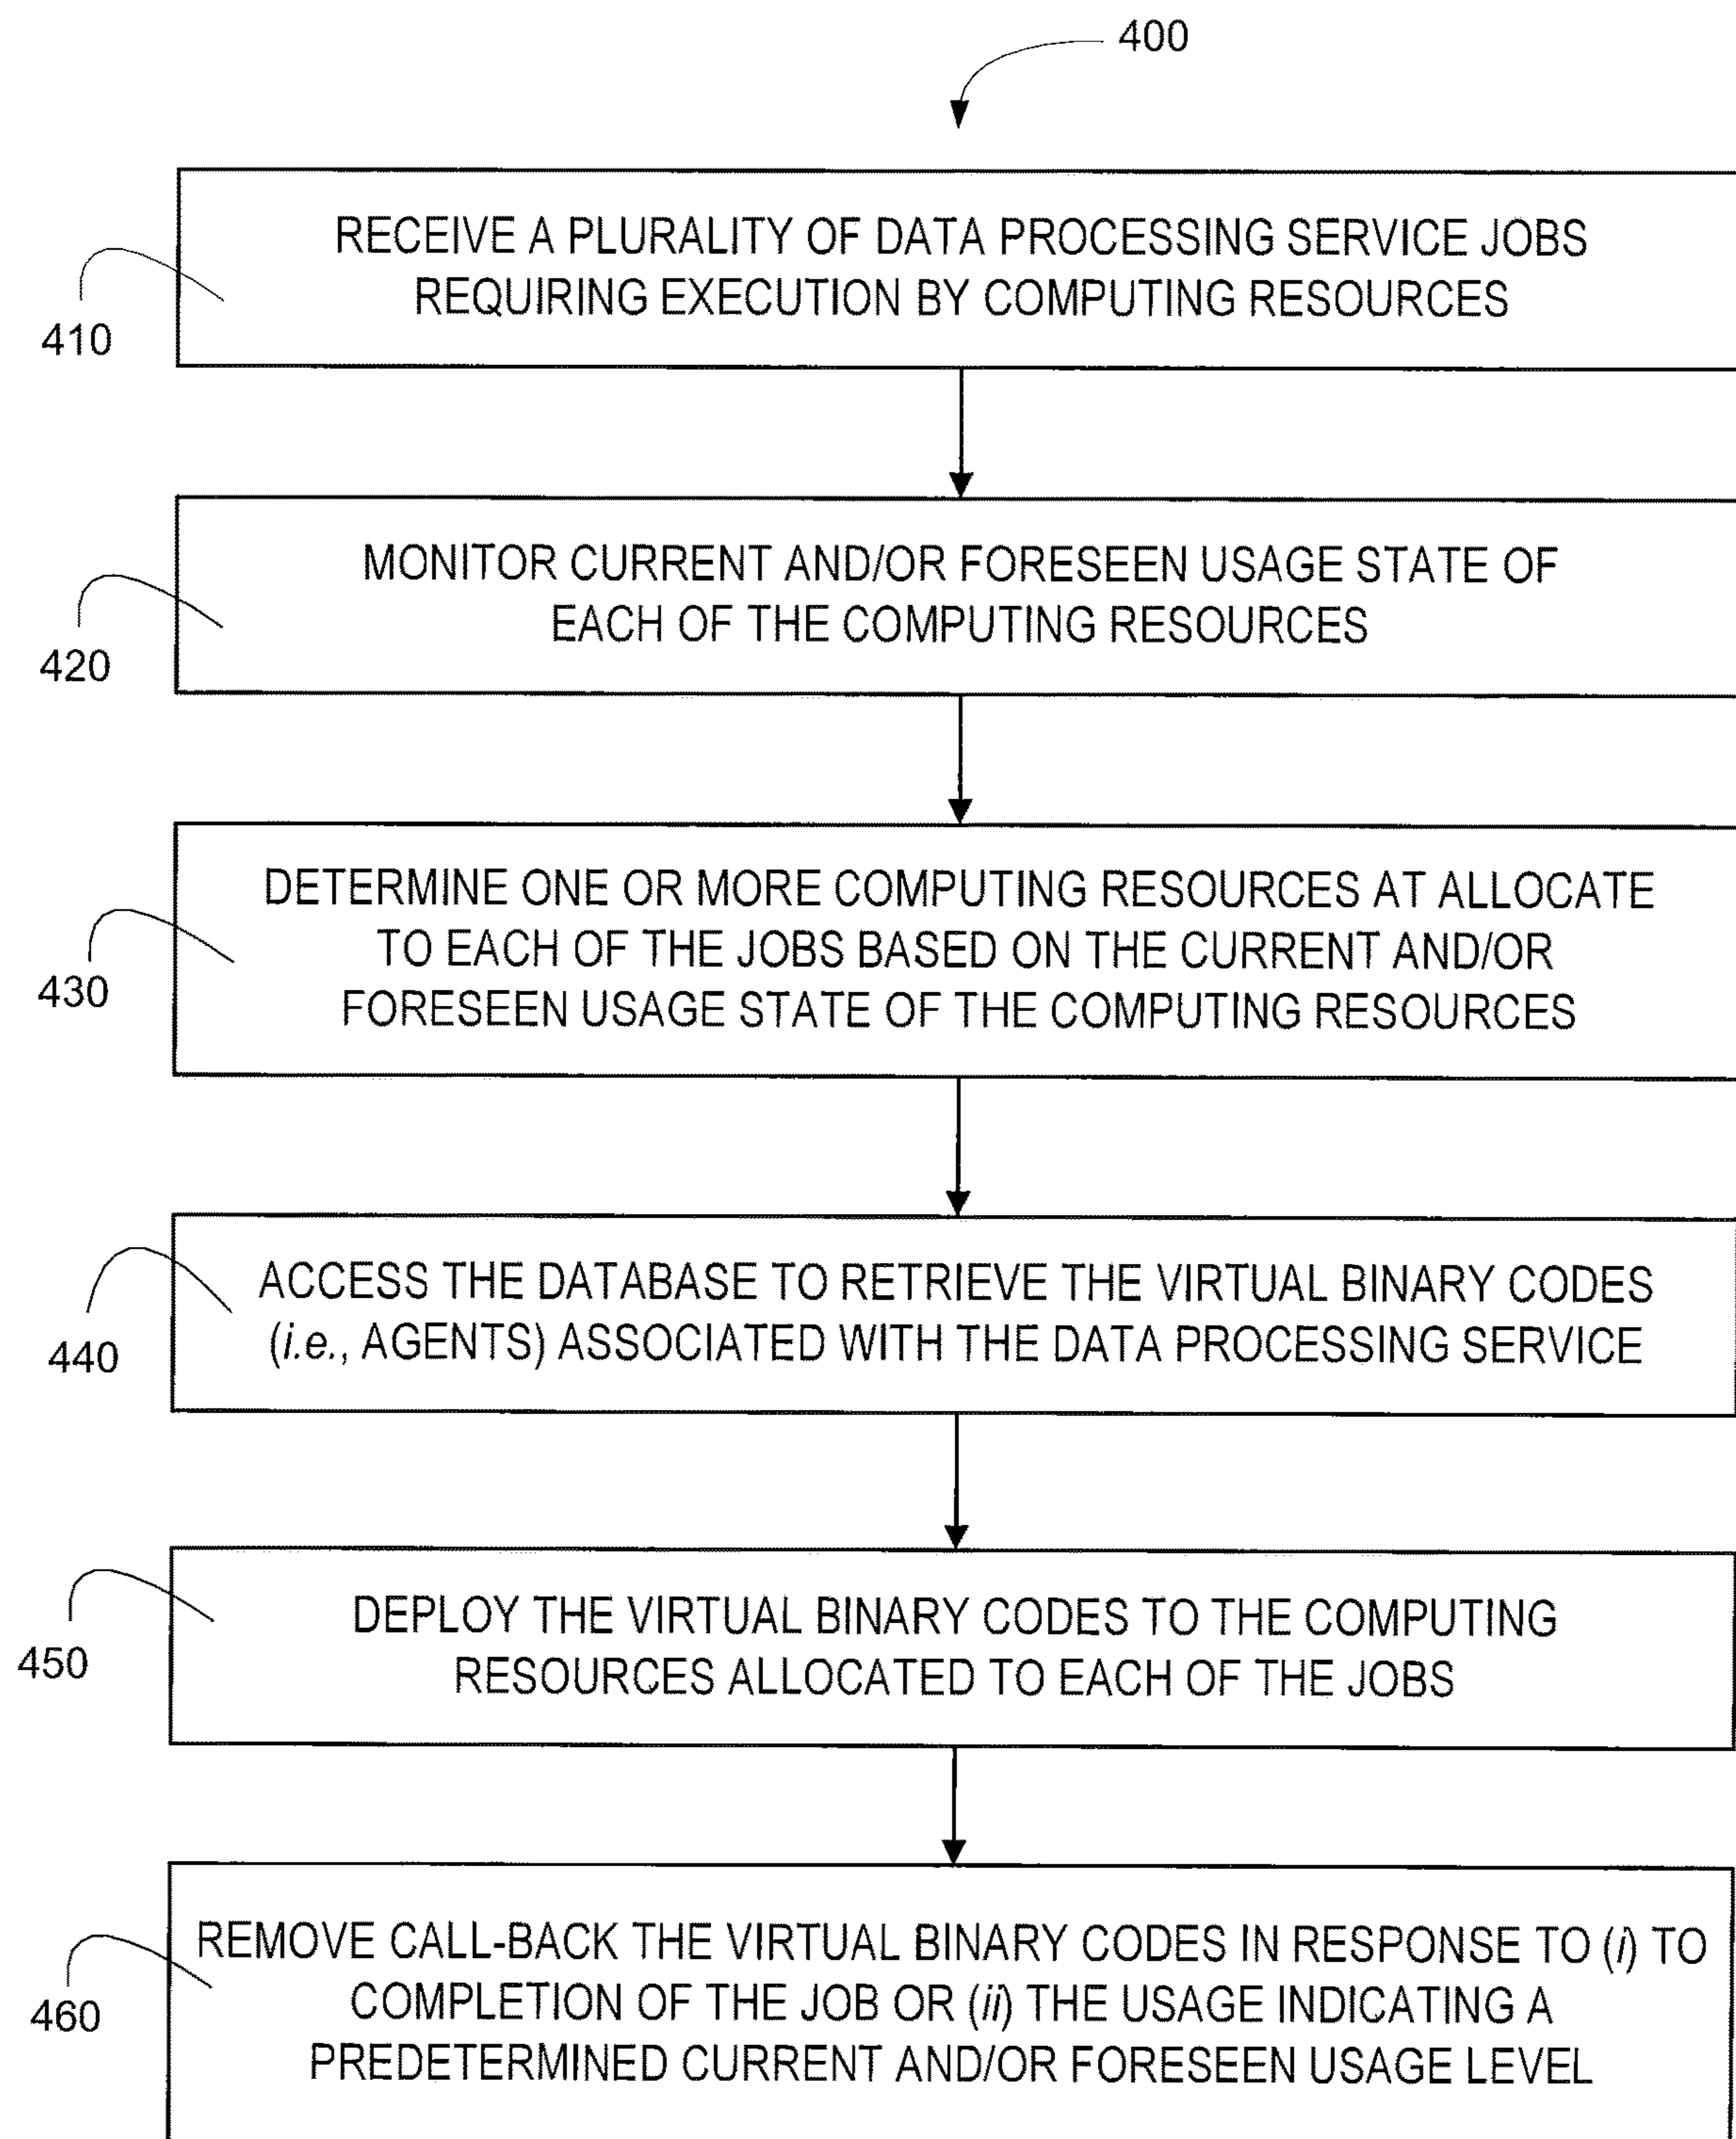 400
RECEIVE A PLURALITY OF DATA PROCESSING SERVICE JOBS
REQUIRING EXECUTION BY COMPUTING RESOURCES
410
MONITOR CURRENT AND/OR FORESEEN USAGE STATE OF
EACH OF THE COMPUTING RESOURCES
420
DETERMINE ONE OR MORE COMPUTING RESOURCES AT ALLOCATE
TO EACH OF THE JOBS BASED ON THE CURRENT AND/OR
FORESEEN USAGE STATE OF THE COMPUTING RESOURCES
430
ACCESS THE DATABASE TO RETRIEVE THE VIRTUAL BINARY CODES
(i.e., AGENTS) ASSOCIATED WITH THE DATA PROCESSING SERVICE
440
DEPLOY THE VIRTUAL BINARY CODES TO THE COMPUTING
RESOURCES ALLOCATED TO EACH OF THE JOBS
450
REMOVE CALL-BACK THE VIRTUAL BINARY CODES IN RESPONSE TO (i) TO
COMPLETION OF THE JOB OR (ii) THE USAGE INDICATING A
PREDETERMINED CURRENT AND/OR FORESEEN USAGE LEVEL
460